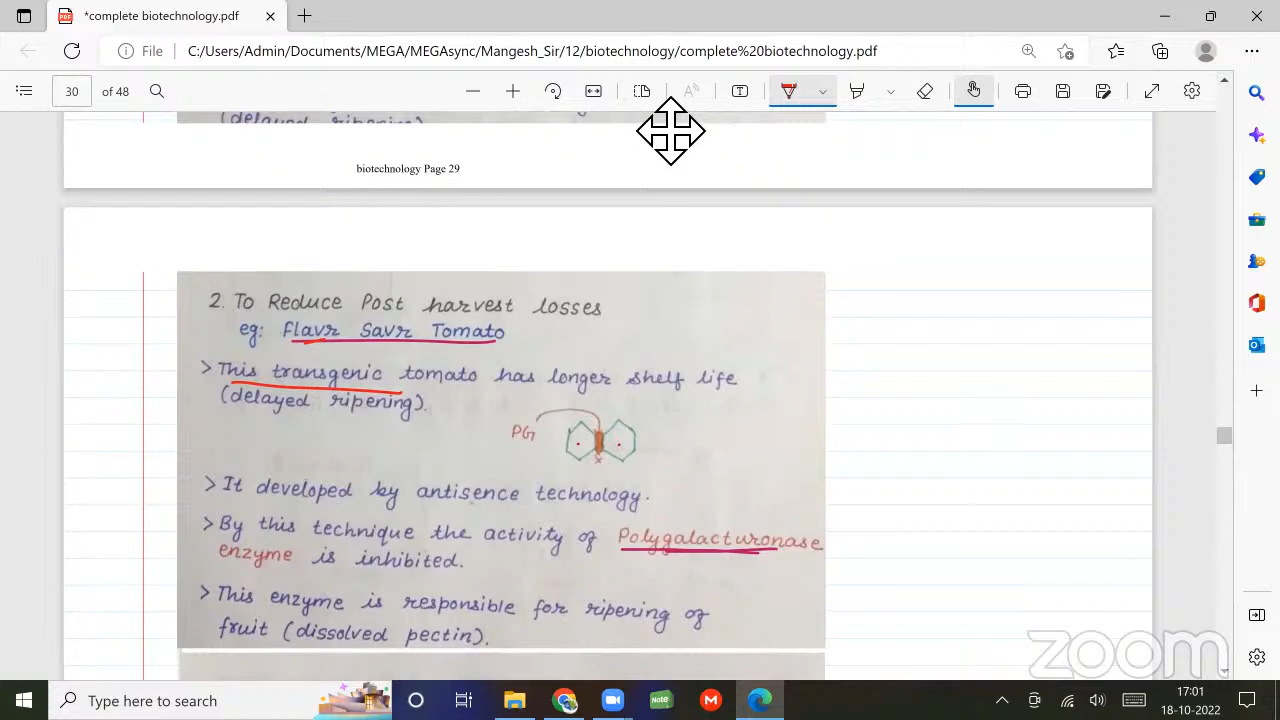 *complete biotechnology.pdf
File C:/Users/Admin/Documents/MEGA/MEGAsync/Mangesh_Sir/12/biotechnology/complete%20biotechnology.pdf
30 of 48
(delayed ripening)
biotechnology Page 29
2. To Reduce Post harvest losses
eg: Flavr Savr Tomato
> This transgenic tomato has longer shelf life
(delayed ripening).
PG
> It developed by antisence technology.
> By this technique the activity of Polygalacturonase
enzyme is inhibited.
> This enzyme is responsible for ripening of
fruit (dissolved pectin).
zoom
Type here to search
Note
17:01
18-10-2022